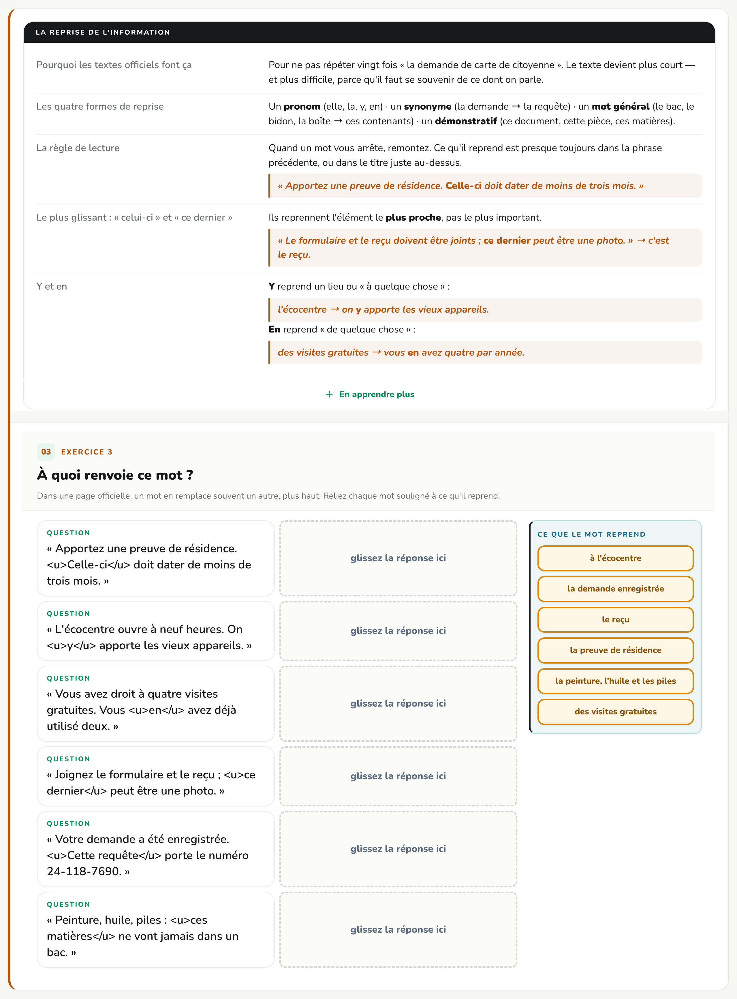 LA REPRISE DE L'INFORMATION
Pourquoi les textes officiels font ça
Pour ne pas répéter vingt fois « la demande de carte de citoyenne ». Le texte devient plus court —
et plus difficile, parce qu'il faut se souvenir de ce dont on parle.
Les quatre formes de reprise
Un pronom (elle, la, y, en) · un synonyme (la demande → la requête) · un mot général (le bac, le
bidon, la boîte → ces contenants) · un démonstratif (ce document, cette pièce, ces matières).
La règle de lecture
Quand un mot vous arrête, remontez. Ce qu'il reprend est presque toujours dans la phrase
précédente, ou dans le titre juste au-dessus.
« Apportez une preuve de résidence. Celle-ci doit dater de moins de trois mois. »
Le plus glissant : « celui-ci » et « ce dernier »
Ils reprennent l'élément le plus proche, pas le plus important.
« Le formulaire et le reçu doivent être joints ; ce dernier peut être une photo. » → c'est
le reçu.
Y et en
Y reprend un lieu ou « à quelque chose » :
l'écocentre → on y apporte les vieux appareils.
En reprend « de quelque chose » :
des visites gratuites → vous en avez quatre par année.
+ En apprendre plus
03 EXERCICE 3
À quoi renvoie ce mot ?
Dans une page officielle, un mot en remplace souvent un autre, plus haut. Reliez chaque mot souligné à ce qu'il reprend.
QUESTION
« Apportez une preuve de résidence.
<u>Celle-ci</u> doit dater de moins de
trois mois. »
glissez la réponse ici
QUESTION
« L'écocentre ouvre à neuf heures. On
<u>y</u> apporte les vieux appareils. »
glissez la réponse ici
QUESTION
« Vous avez droit à quatre visites
gratuites. Vous <u>en</u> avez déjà
utilisé deux. »
glissez la réponse ici
QUESTION
« Joignez le formulaire et le reçu ; <u>ce
dernier</u> peut être une photo. »
glissez la réponse ici
QUESTION
« Votre demande a été enregistrée.
<u>Cette requête</u> porte le numéro
24-118-7690. »
glissez la réponse ici
QUESTION
« Peinture, huile, piles : <u>ces
matières</u> ne vont jamais dans un
bac. »
glissez la réponse ici
CE QUE LE MOT REPREND
à l'écocentre
la demande enregistrée
le reçu
la preuve de résidence
la peinture, l'huile et les piles
des visites gratuites